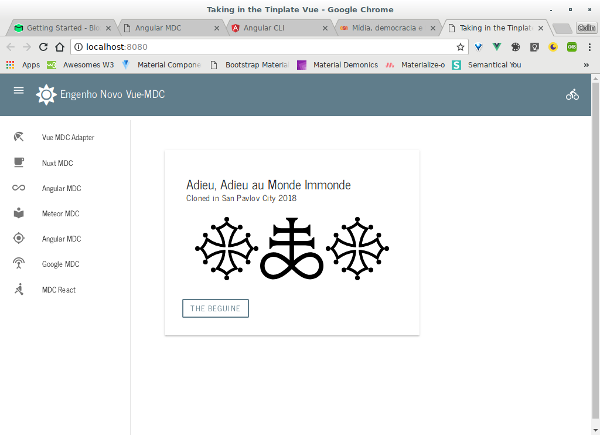 Taking in the Tinplate Vue - Google Chrome
Getting Started - Blu
Angular MDC
Angular CLI
Mídia, democracia e
Taking in the Tinplat
localhost:8080
Apps
Awesomes W3
Material Compone
Bootstrap Material
Material Demonics
Materialize-o
Semantical You
»
Engenho Novo Vue-MDC
Vue MDC Adapter
Nuxt MDC
Angular MDC
Meteor MDC
Angular MDC
Google MDC
MDC React
Adieu, Adieu au Monde Immonde
Cloned in San Pavlov City 2018
THE BEGUINE